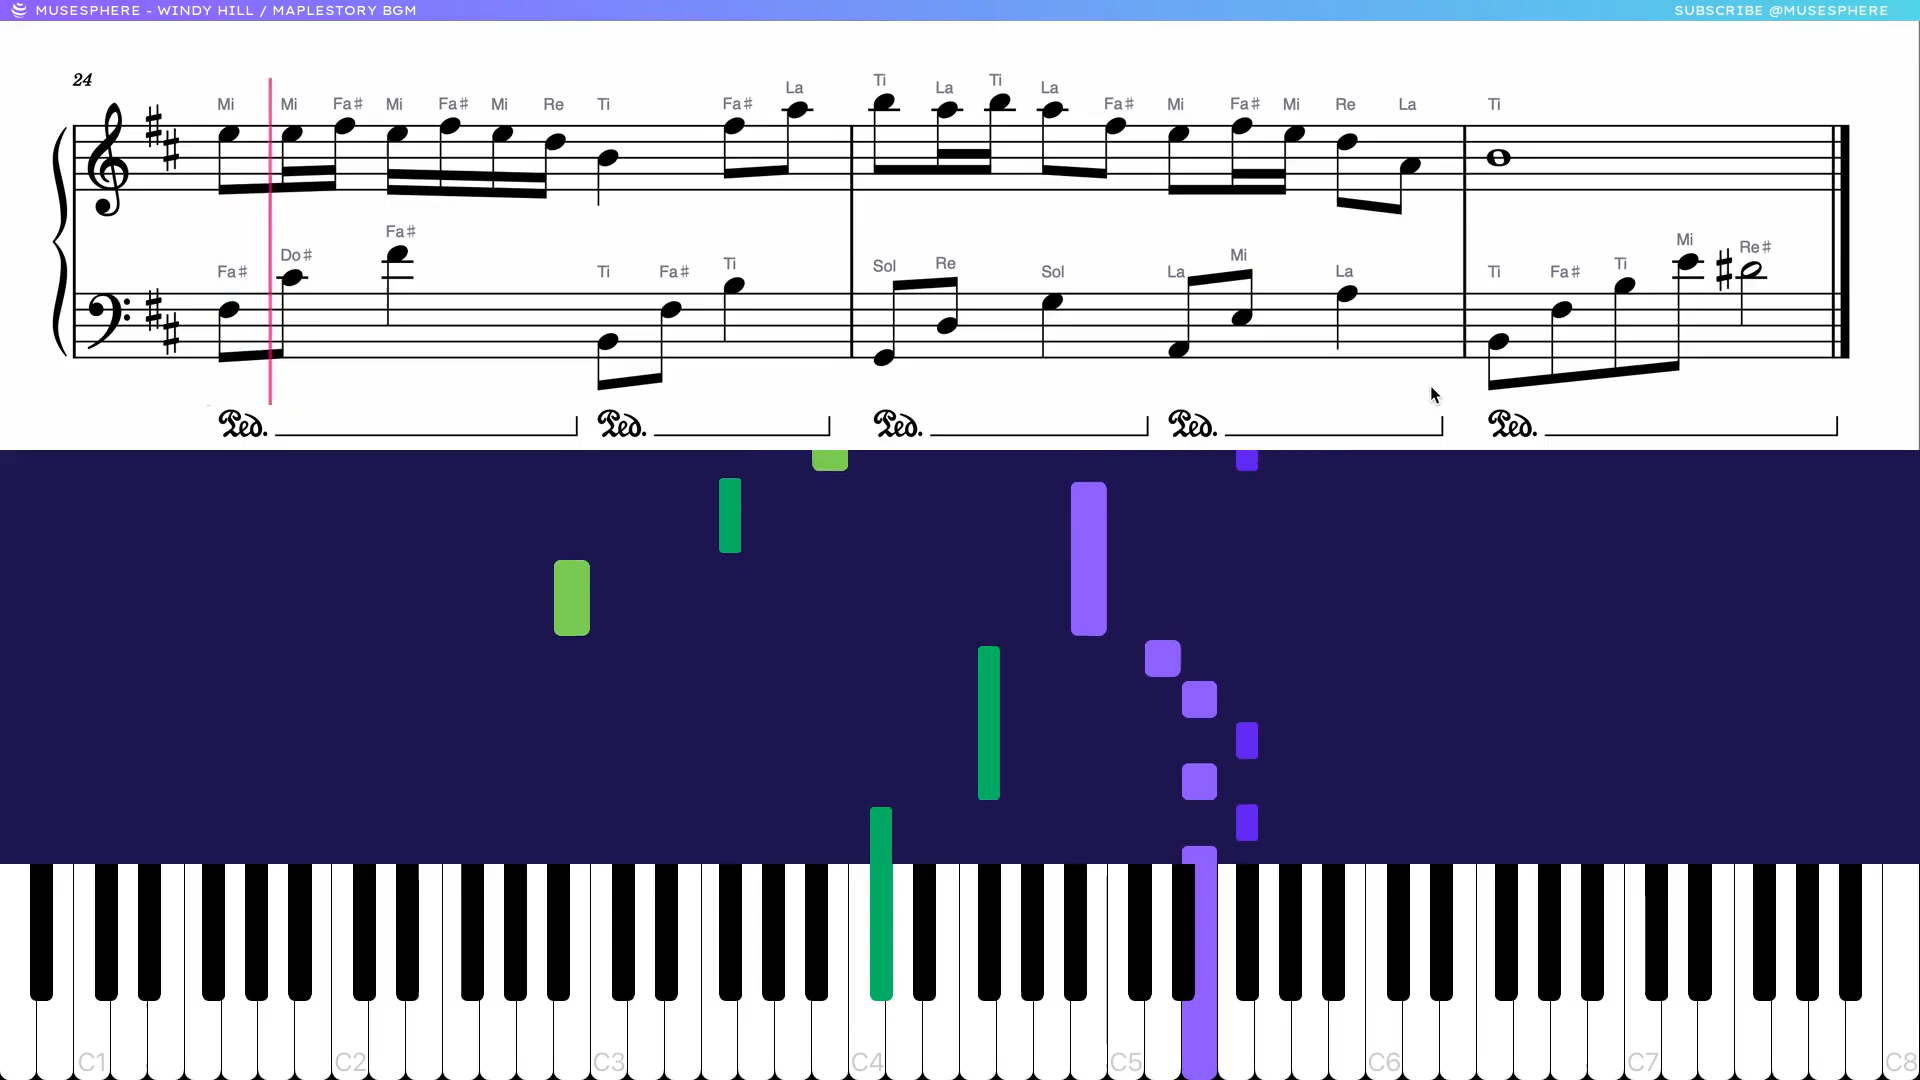 MUSESPHERE - WINDY HILL / MAPLESTORY BGM
SUBSCRIBE @MUSESPHERE
24
Mi Mi Fa♯ Mi Fa♯ Mi Re Ti Fa♯ La Ti La Ti La Fa♯ Mi Fa♯ Mi Re La Ti
Fa♯ Do♯ Fa♯ Ti Fa♯ Ti Sol Re Sol La Mi La Ti Fa♯ Ti Mi Re♯
Ped. Ped. Ped. Ped. Ped.
C1 C2 C3 C4 C5 C6 C7 C8